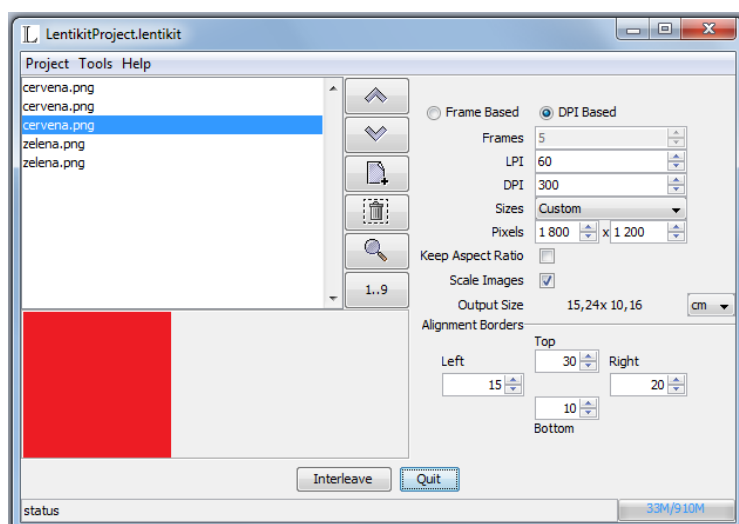 L LentikitProject.lentikit
Project Tools Help
cervena.png
cervena.png
cervena.png
zelena.png
zelena.png
1..9
Frame Based DPI Based
Frames 5
LPI 60
DPI 300
Sizes Custom
Pixels 1 800 x 1 200
Keep Aspect Ratio
Scale Images
Output Size 15,24x 10,16 cm
Alignment Borders
Top
Left 30 Right
15 20
10
Bottom
Interleave Quit
status 33M/910M